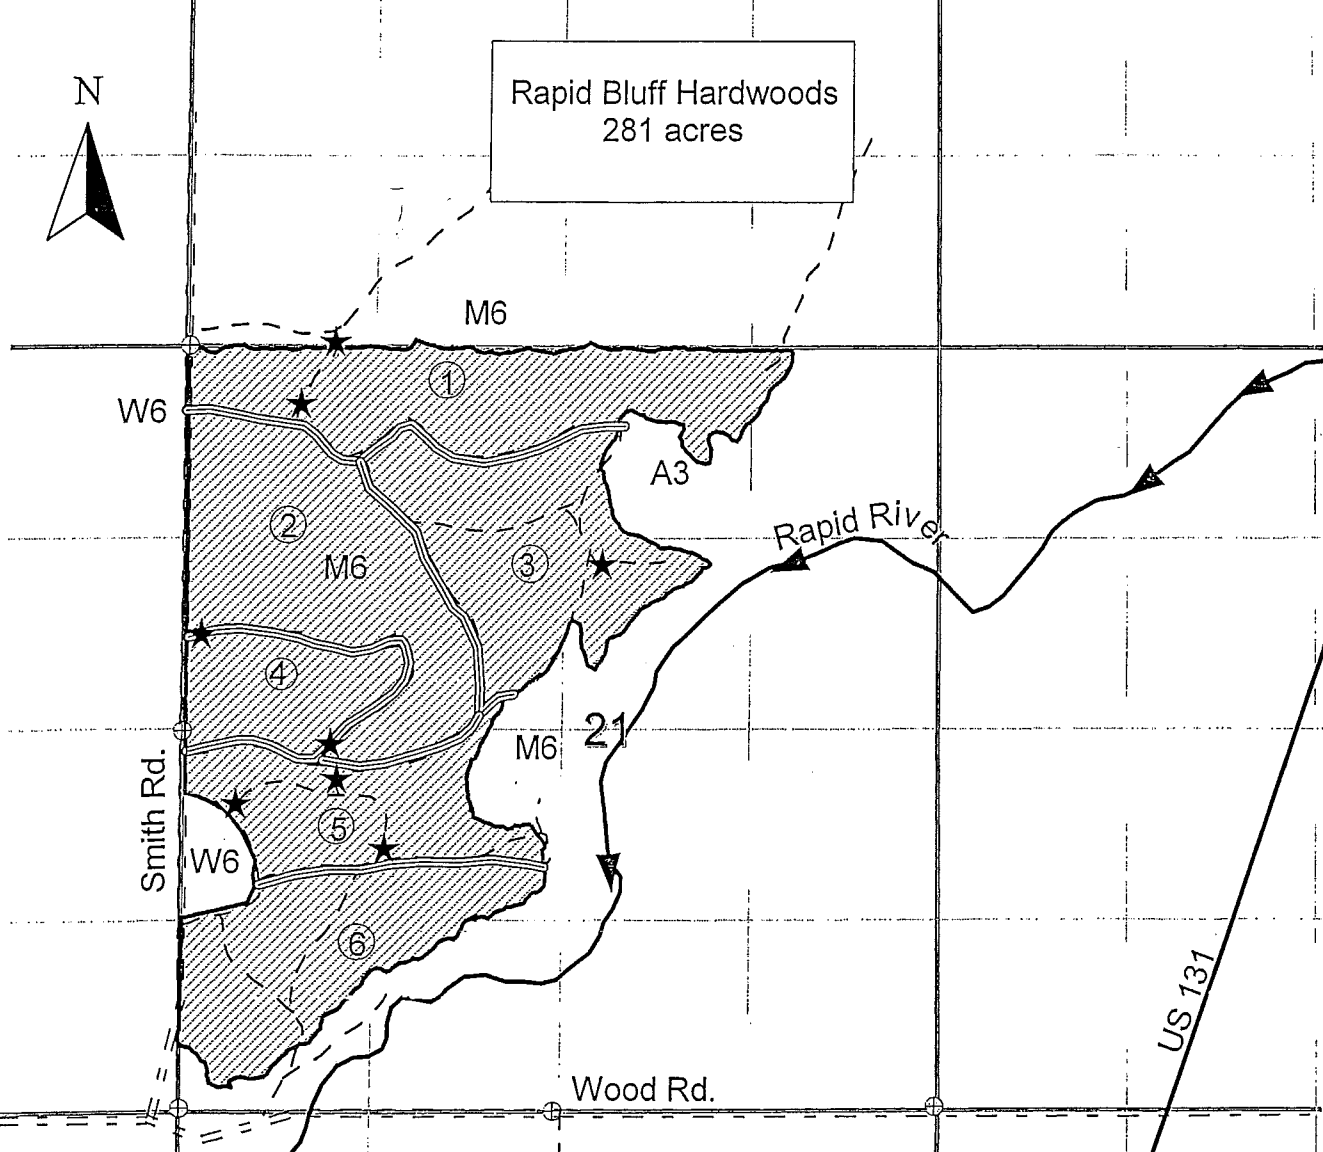 Rapid Bluff Hardwoods
281 acres
N
M6
1
W6
A3
Rapid River
2
3
M6
4
21
M6
Smith Rd.
5
W6
6
US 131
Wood Rd.